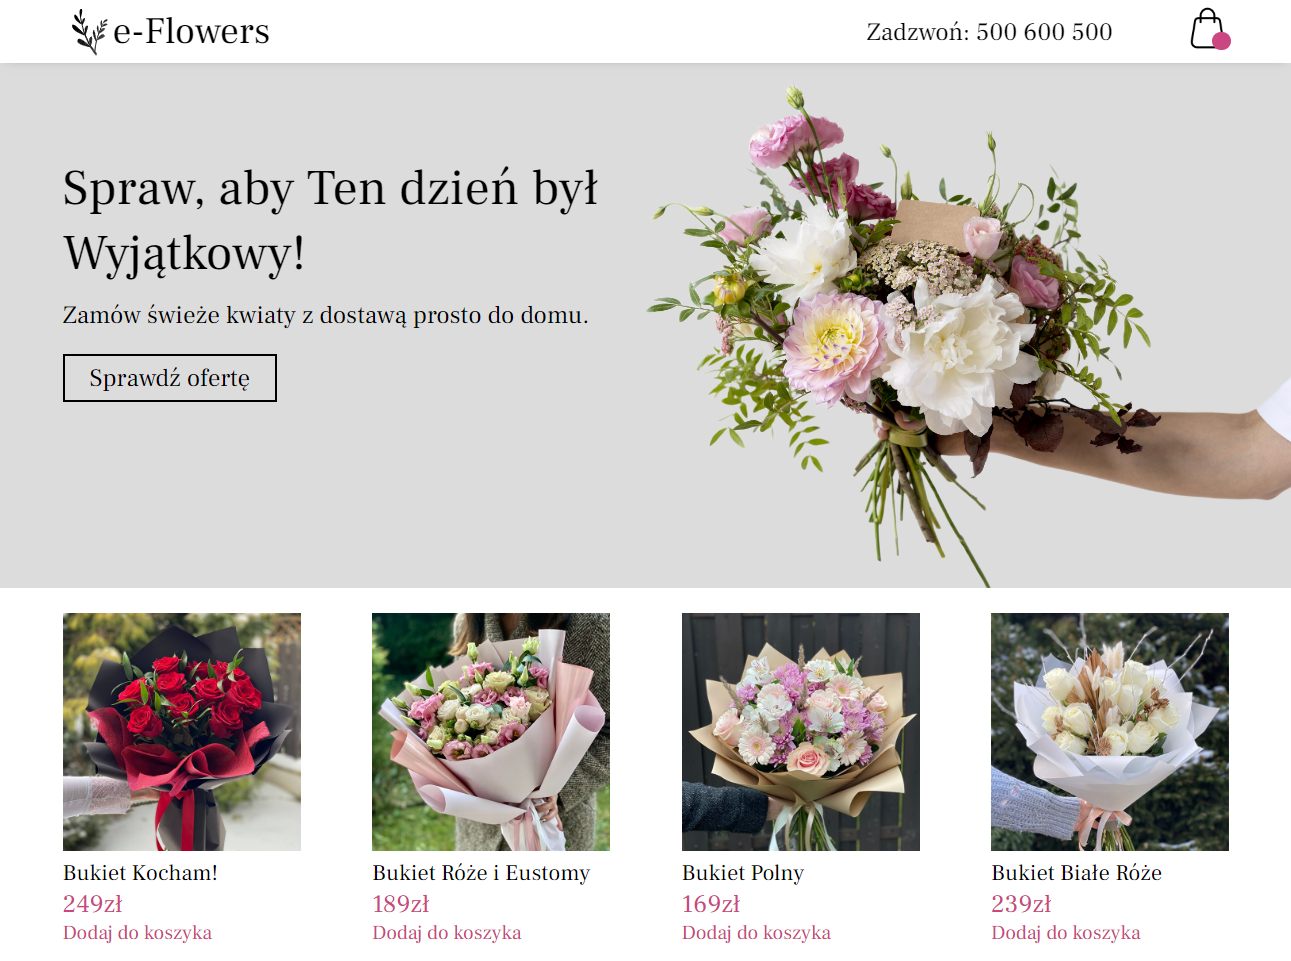 e-Flowers
Zadzwoń: 500 600 500
Spraw, aby Ten dzień był
Wyjątkowy!
Zamów świeże kwiaty z dostawą prosto do domu.
Sprawdź ofertę
Bukiet Kocham!
249zł
Dodaj do koszyka
Bukiet Róże i Eustomy
189zł
Dodaj do koszyka
Bukiet Polny
169zł
Dodaj do koszyka
Bukiet Białe Róże
239zł
Dodaj do koszyka